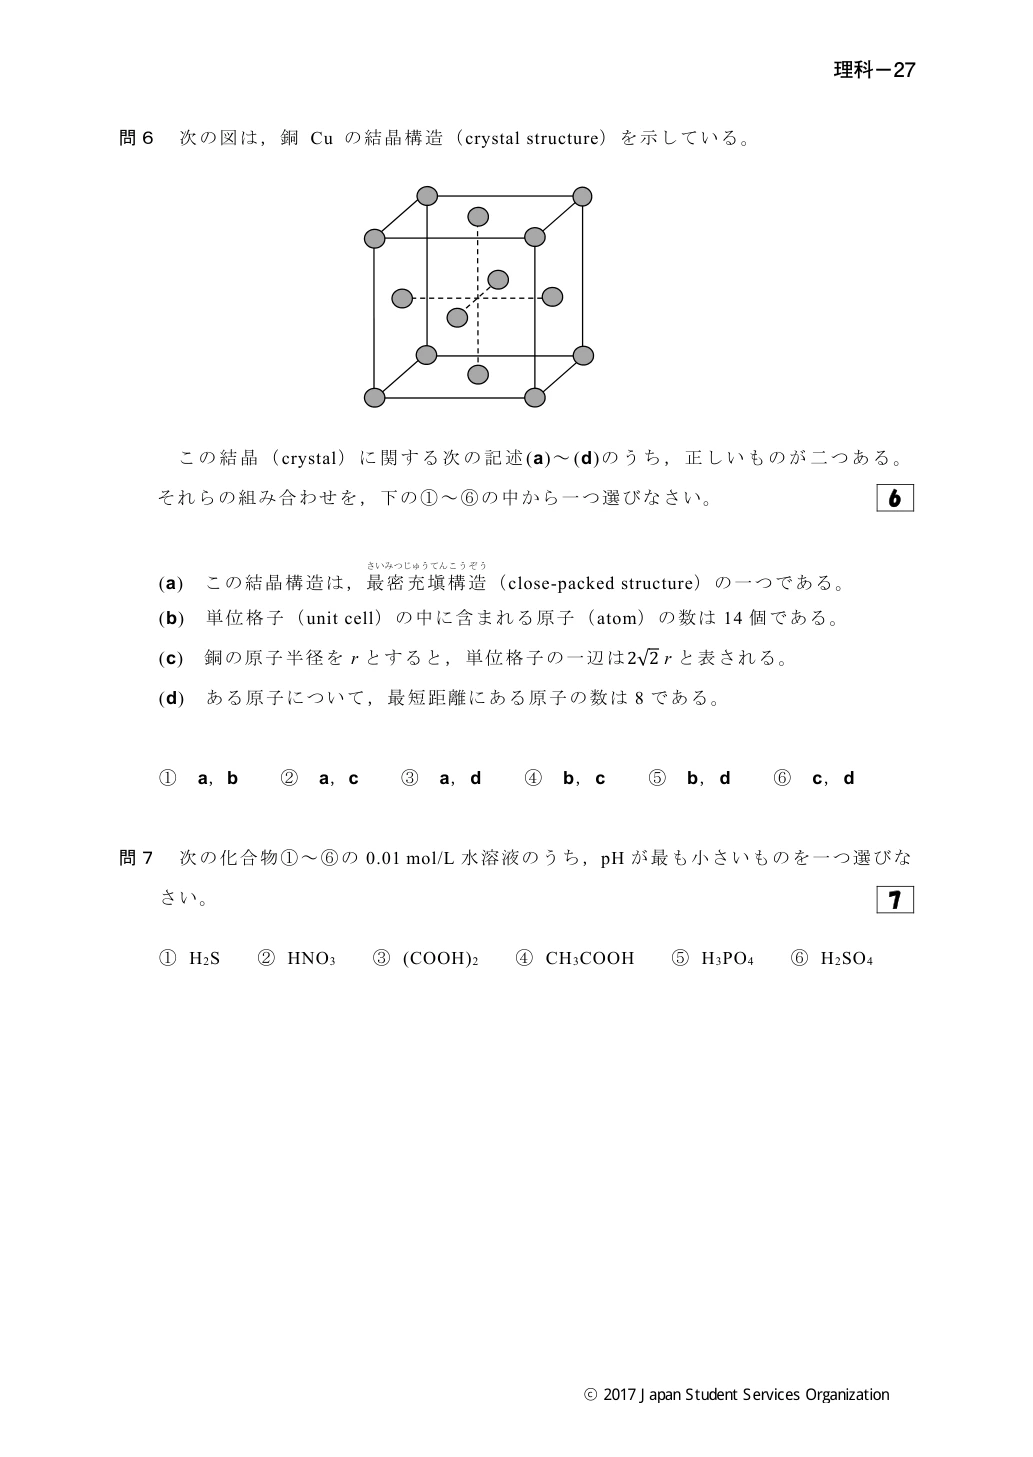 理科－27
問６ 次の図は，銅 Cu の結晶構造（crystal structure）を示している。
この結晶（crystal）に関する次の記述(a)～(d)のうち，正しいものが二つある。
それらの組み合わせを，下の①～⑥の中から一つ選びなさい。 6
さいみつじゅうてんこうぞう
(a) この結晶構造は，最密充塡構造（close-packed structure）の一つである。
(b) 単位格子（unit cell）の中に含まれる原子（atom）の数は 14 個である。
(c) 銅の原子半径を r とすると，単位格子の一辺は2√2 r と表される。
(d) ある原子について，最短距離にある原子の数は 8 である。
① a，b ② a，c ③ a，d ④ b，c ⑤ b，d ⑥ c，d
問７ 次の化合物①～⑥の 0.01 mol/L 水溶液のうち，pH が最も小さいものを一つ選びな
さい。 7
① H₂S ② HNO₃ ③ (COOH)₂ ④ CH₃COOH ⑤ H₃PO₄ ⑥ H₂SO₄
© 2017 Japan Student Services Organization